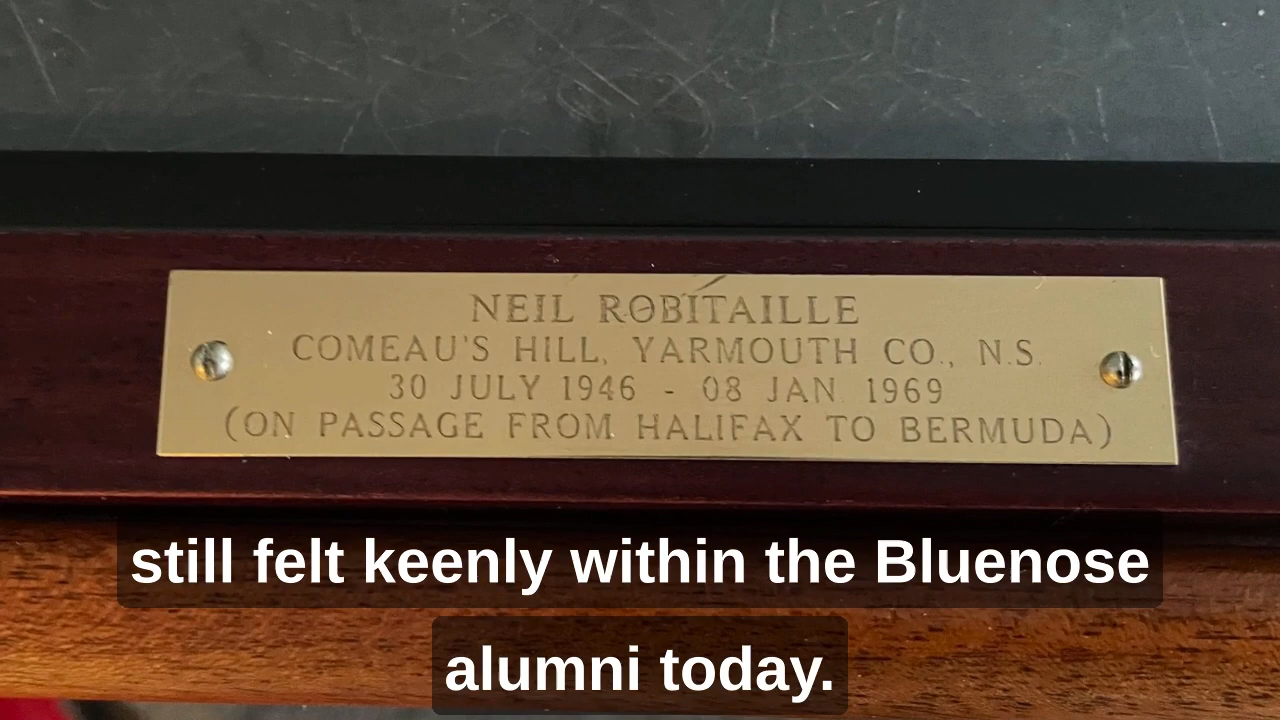 NEIL ROBITAILLE
COMEAU'S HILL, YARMOUTH CO., N.S.
30 JULY 1946 - 08 JAN 1969
(ON PASSAGE FROM HALIFAX TO BERMUDA)
still felt keenly within the Bluenose
alumni today.